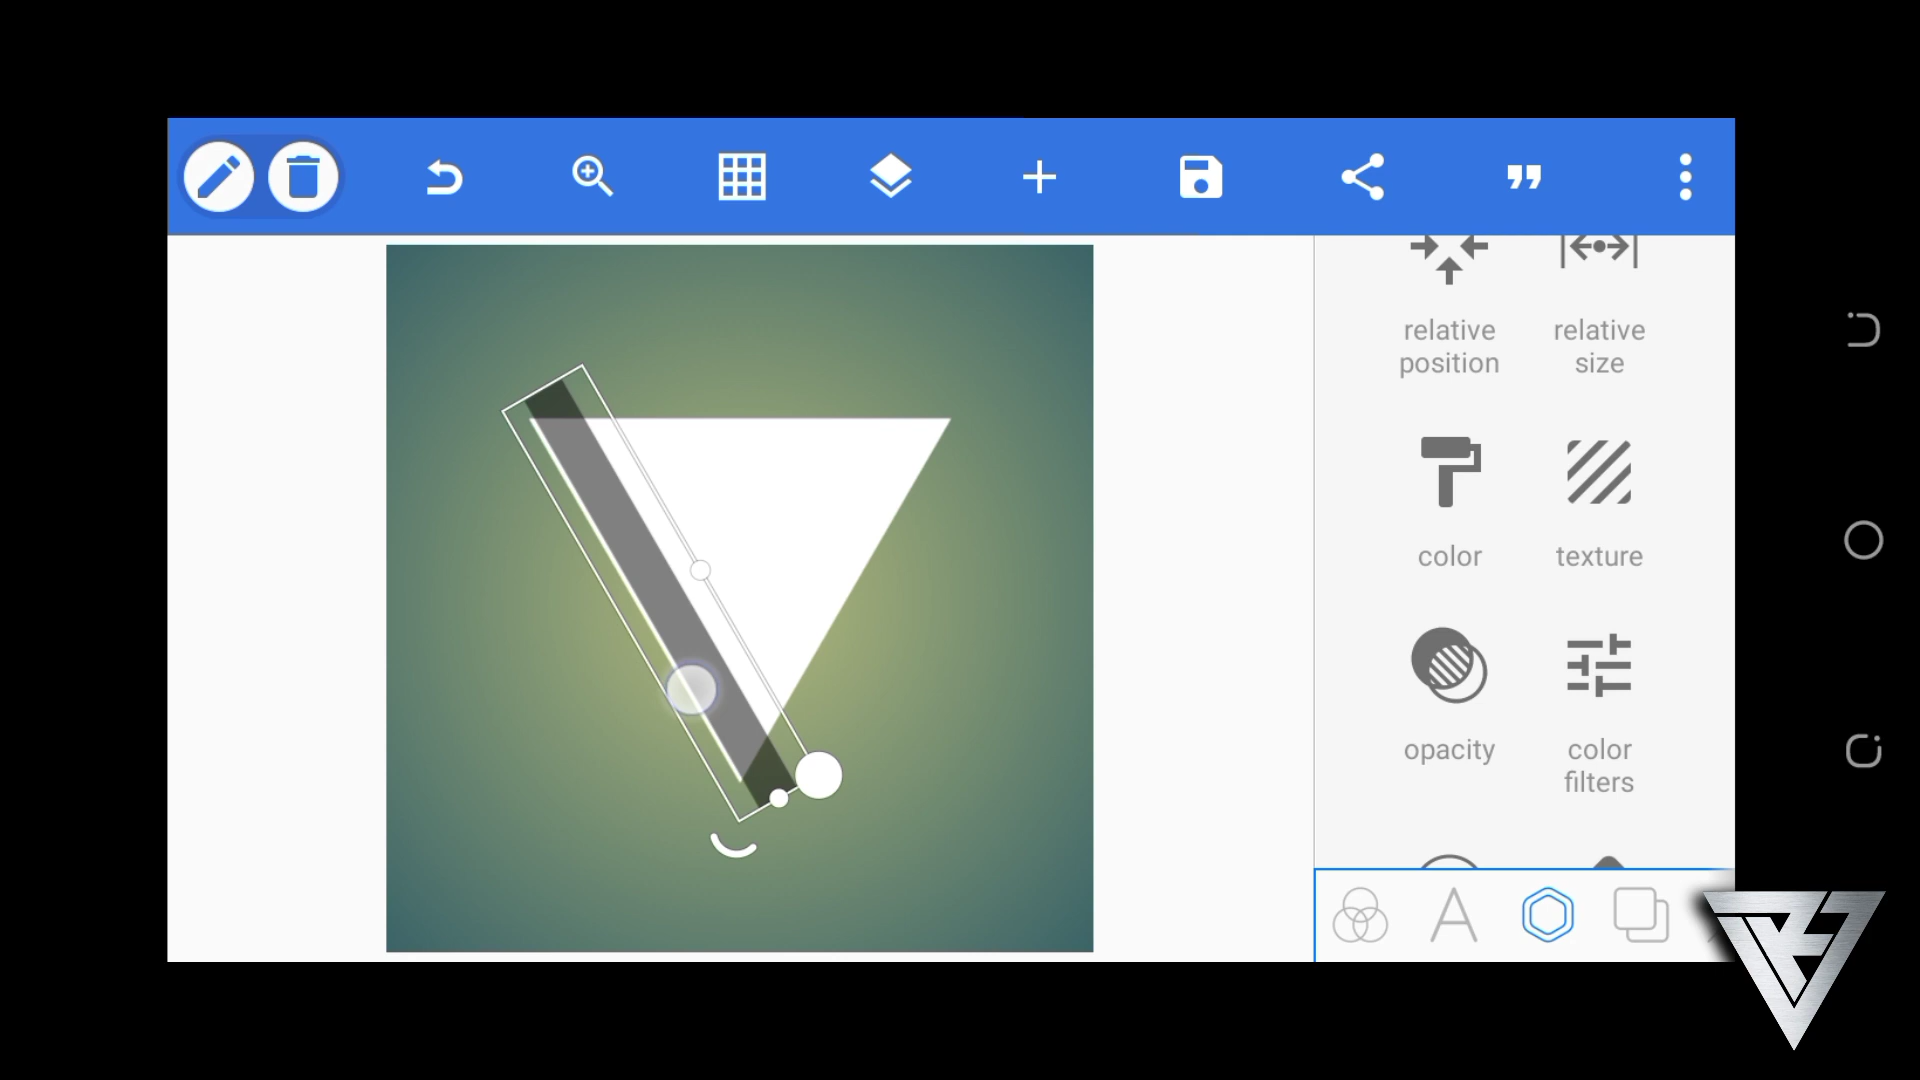 relative
position
relative
size
color
texture
opacity
color
filters